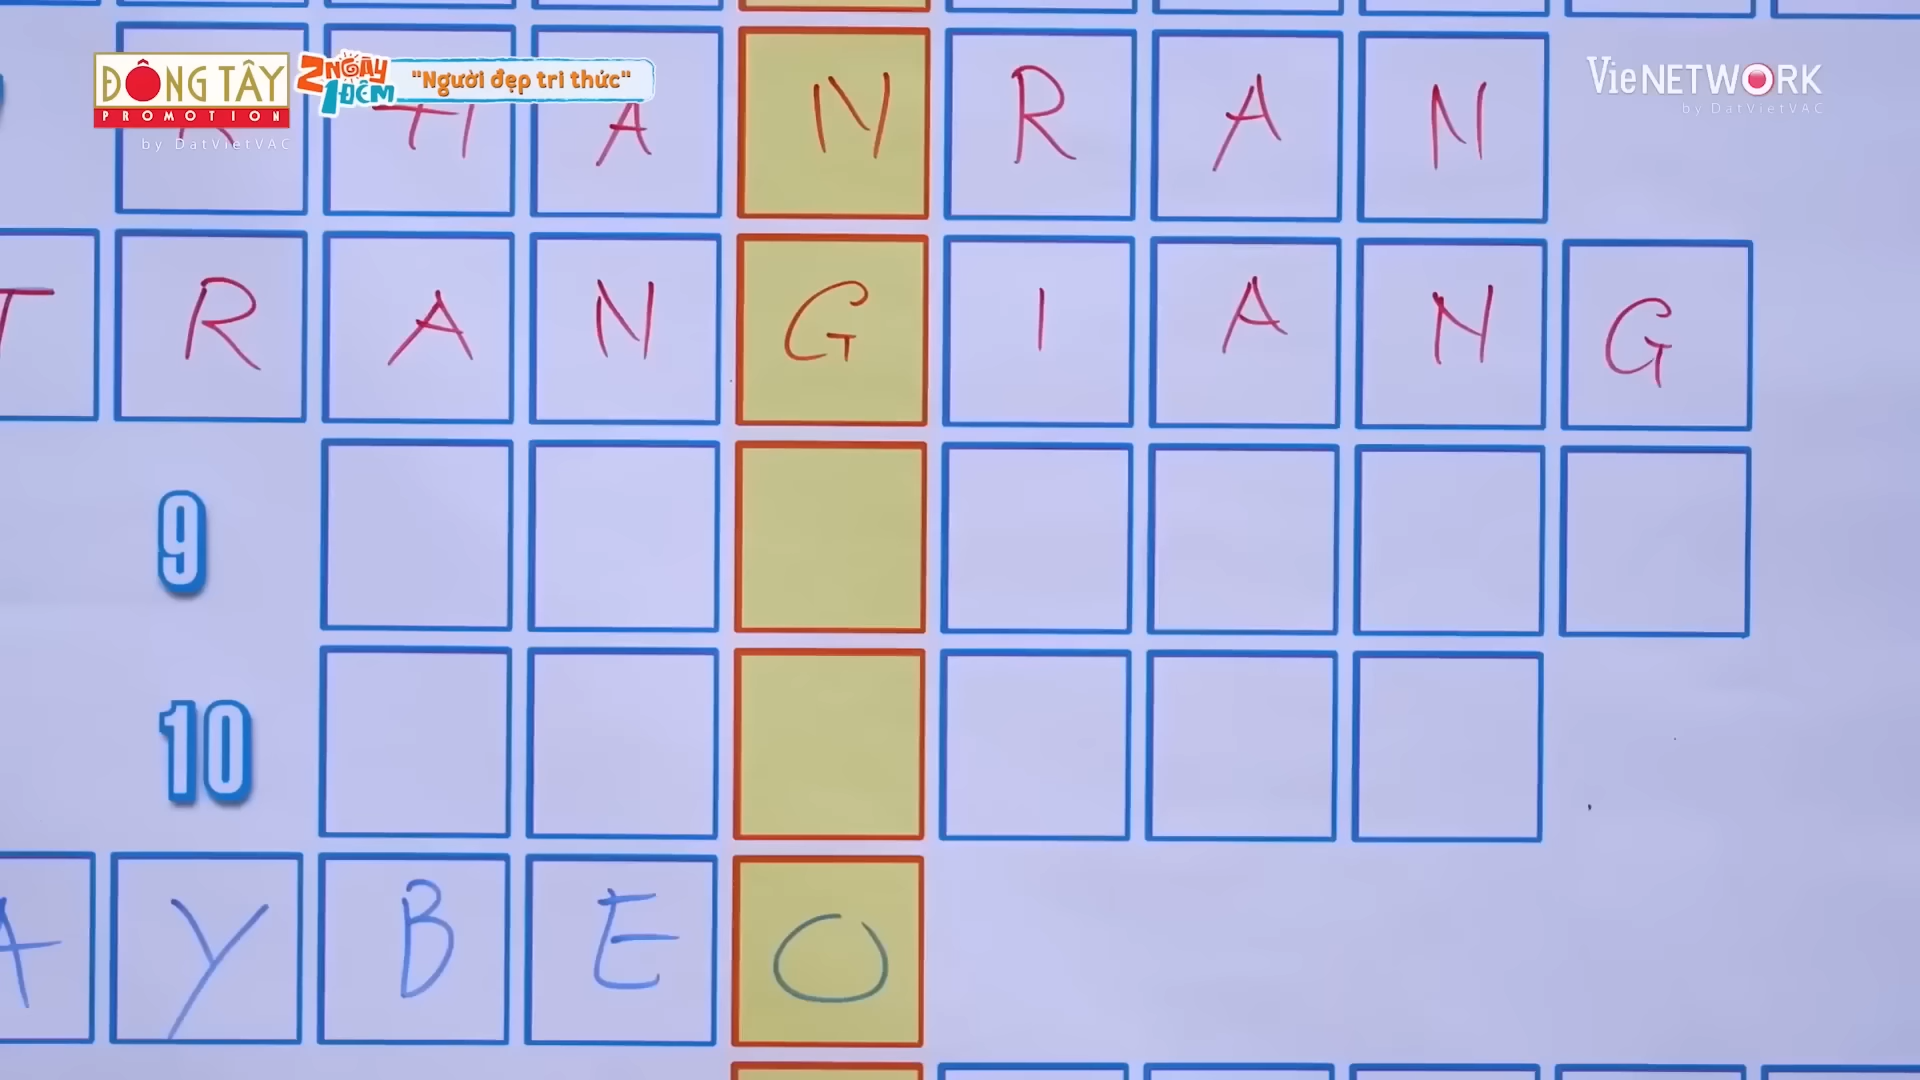 ĐÔNG TÂY
PROMOTION
by DatVietVAC
2 NGÀY 1 ĐÊM
"Người đẹp tri thức"
VieNETWORK
by DatVietVAC
K H A N R A N
T R A N G I A N G
9
10
A Y B E O